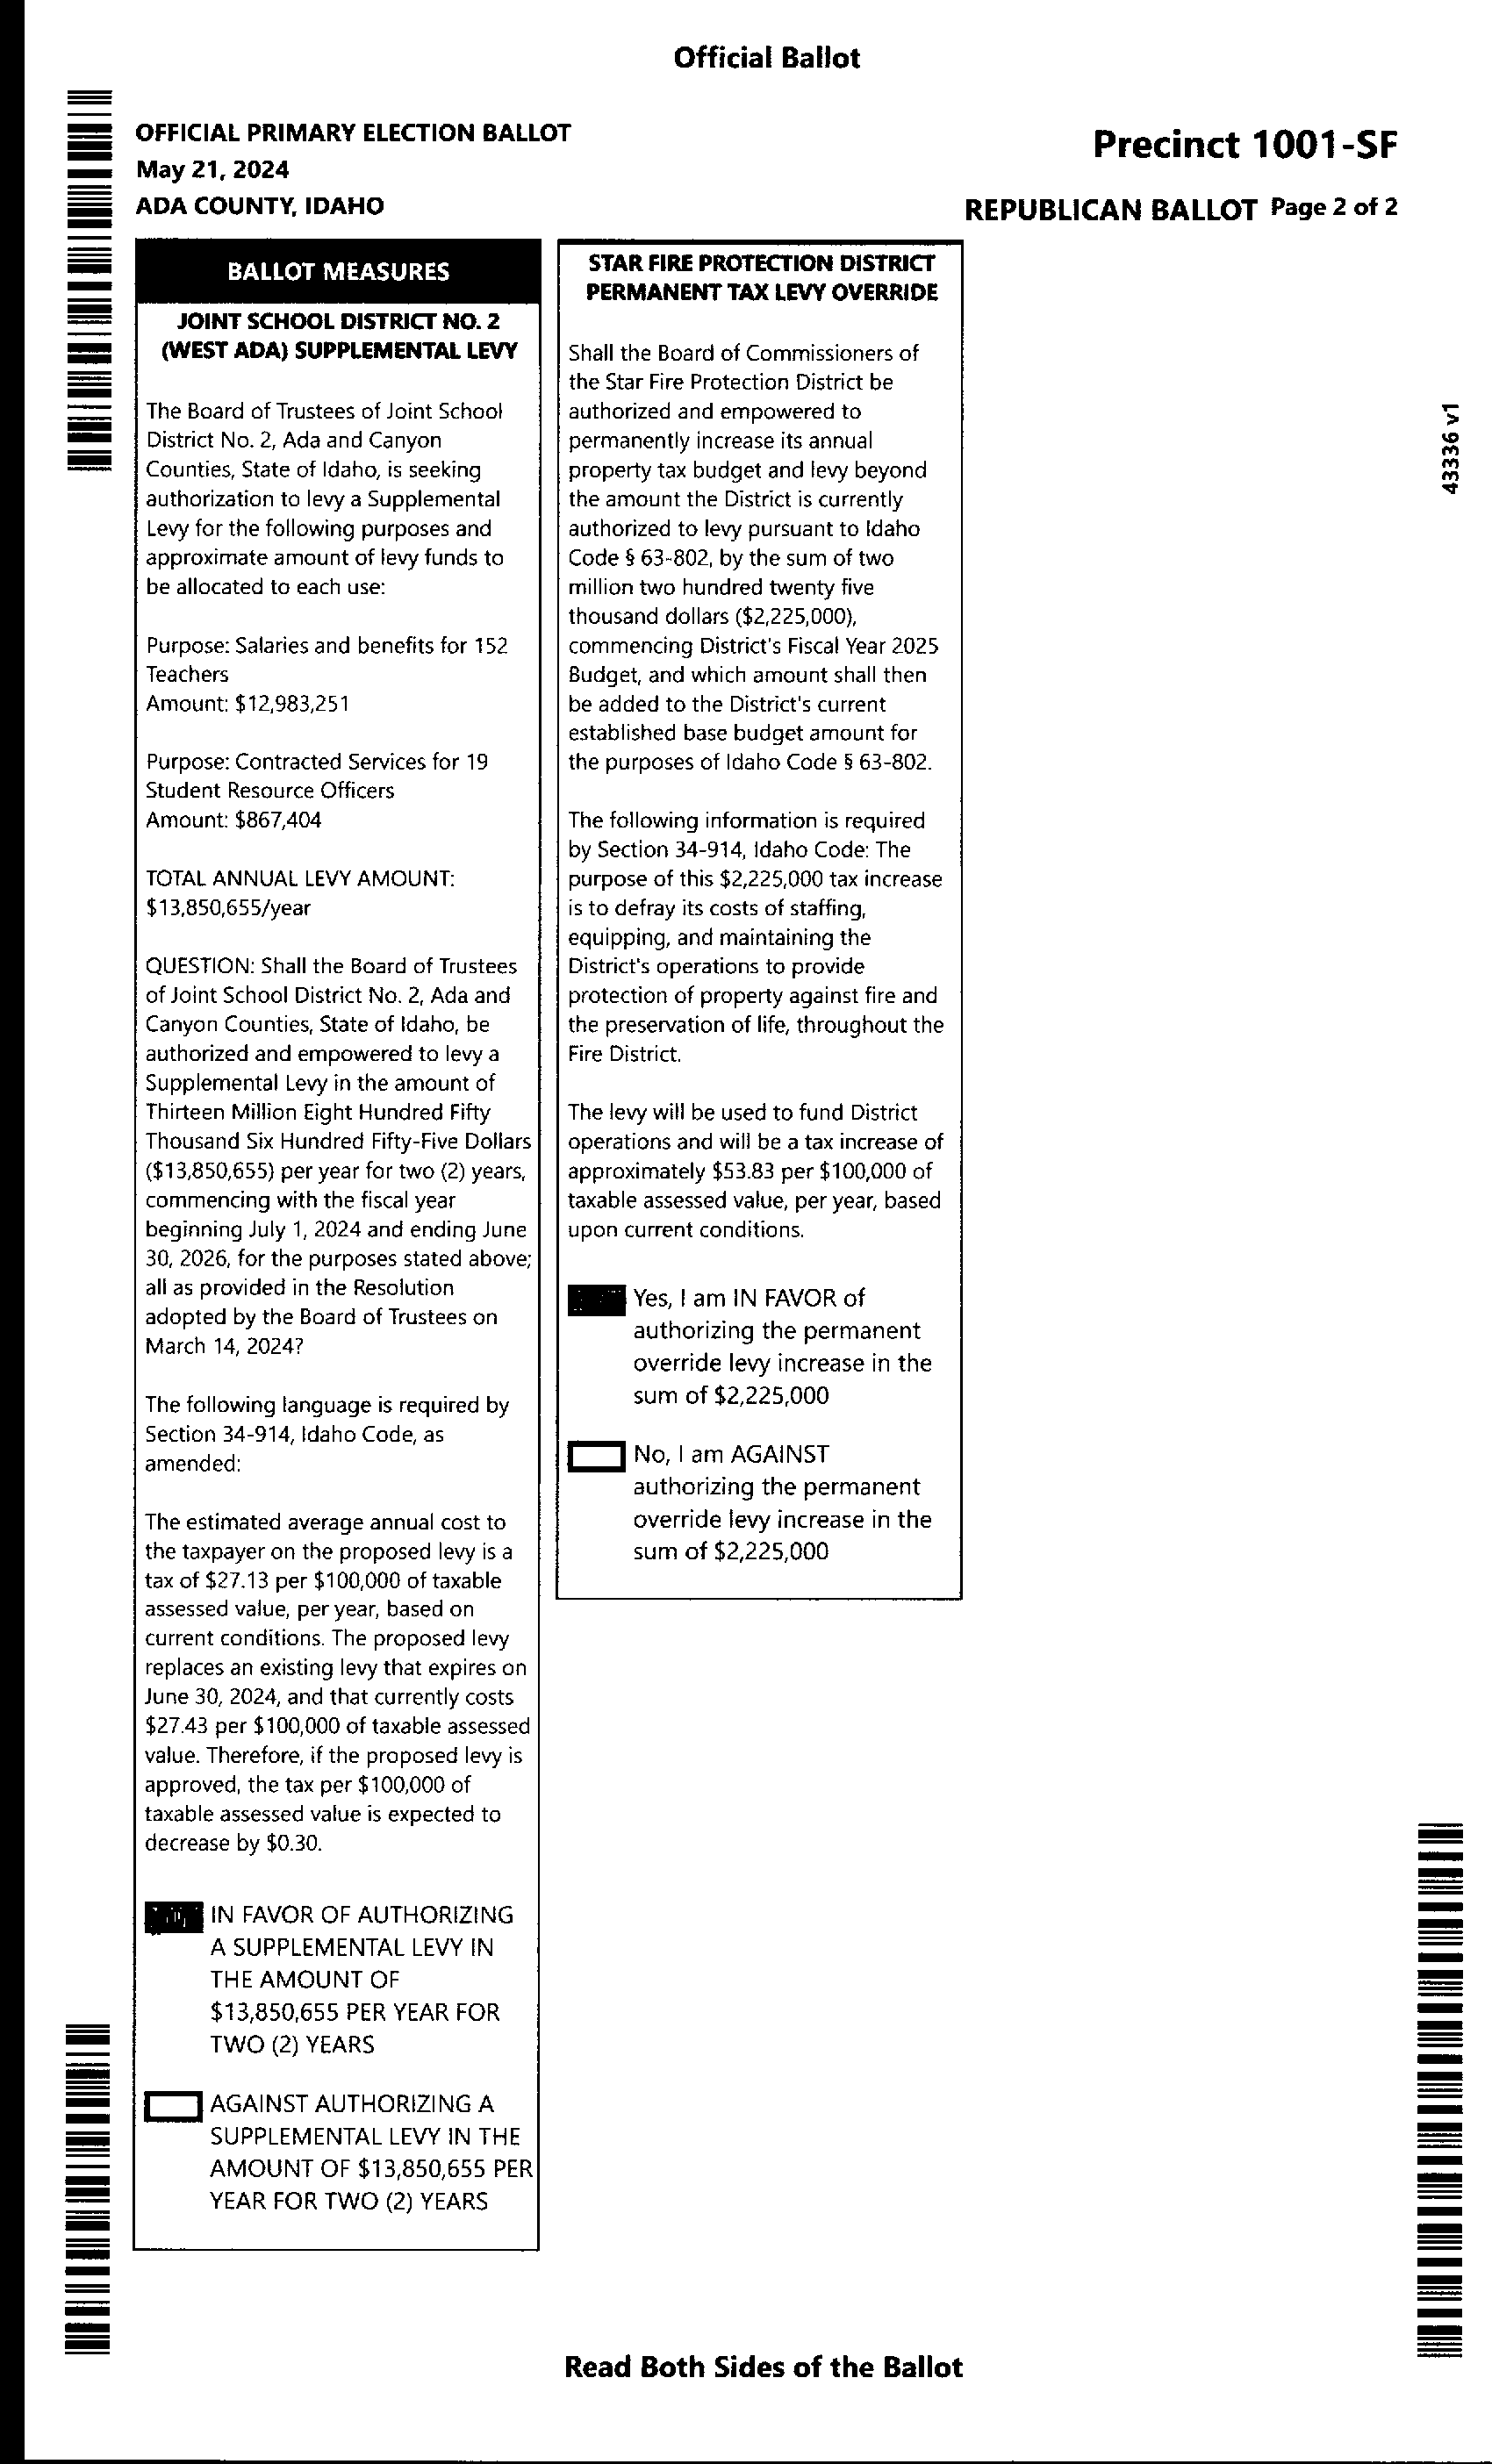 Official Ballot
OFFICIAL PRIMARY ELECTION BALLOT
May 21, 2024
ADA COUNTY, IDAHO
Precinct 1001-SF
REPUBLICAN BALLOT Page 2 of 2
BALLOT MEASURES
JOINT SCHOOL DISTRICT NO. 2
(WEST ADA) SUPPLEMENTAL LEVY
The Board of Trustees of Joint School
District No. 2, Ada and Canyon
Counties, State of Idaho, is seeking
authorization to levy a Supplemental
Levy for the following purposes and
approximate amount of levy funds to
be allocated to each use:
Purpose: Salaries and benefits for 152
Teachers
Amount: $12,983,251
Purpose: Contracted Services for 19
Student Resource Officers
Amount: $867,404
TOTAL ANNUAL LEVY AMOUNT:
$13,850,655/year
QUESTION: Shall the Board of Trustees
of Joint School District No. 2, Ada and
Canyon Counties, State of Idaho, be
authorized and empowered to levy a
Supplemental Levy in the amount of
Thirteen Million Eight Hundred Fifty
Thousand Six Hundred Fifty-Five Dollars
($13,850,655) per year for two (2) years,
commencing with the fiscal year
beginning July 1, 2024 and ending June
30, 2026, for the purposes stated above;
all as provided in the Resolution
adopted by the Board of Trustees on
March 14, 2024?
The following language is required by
Section 34-914, Idaho Code, as
amended:
The estimated average annual cost to
the taxpayer on the proposed levy is a
tax of $27.13 per $100,000 of taxable
assessed value, per year, based on
current conditions. The proposed levy
replaces an existing levy that expires on
June 30, 2024, and that currently costs
$27.43 per $100,000 of taxable assessed
value. Therefore, if the proposed levy is
approved, the tax per $100,000 of
taxable assessed value is expected to
decrease by $0.30.
IN FAVOR OF AUTHORIZING
A SUPPLEMENTAL LEVY IN
THE AMOUNT OF
$13,850,655 PER YEAR FOR
TWO (2) YEARS
AGAINST AUTHORIZING A
SUPPLEMENTAL LEVY IN THE
AMOUNT OF $13,850,655 PER
YEAR FOR TWO (2) YEARS
STAR FIRE PROTECTION DISTRICT
PERMANENT TAX LEVY OVERRIDE
Shall the Board of Commissioners of
the Star Fire Protection District be
authorized and empowered to
permanently increase its annual
property tax budget and levy beyond
the amount the District is currently
authorized to levy pursuant to Idaho
Code § 63-802, by the sum of two
million two hundred twenty five
thousand dollars ($2,225,000),
commencing District's Fiscal Year 2025
Budget, and which amount shall then
be added to the District's current
established base budget amount for
the purposes of Idaho Code § 63-802.
The following information is required
by Section 34-914, Idaho Code: The
purpose of this $2,225,000 tax increase
is to defray its costs of staffing,
equipping, and maintaining the
District's operations to provide
protection of property against fire and
the preservation of life, throughout the
Fire District.
The levy will be used to fund District
operations and will be a tax increase of
approximately $53.83 per $100,000 of
taxable assessed value, per year, based
upon current conditions.
Yes, I am IN FAVOR of
authorizing the permanent
override levy increase in the
sum of $2,225,000
No, I am AGAINST
authorizing the permanent
override levy increase in the
sum of $2,225,000
43336 v1
Read Both Sides of the Ballot